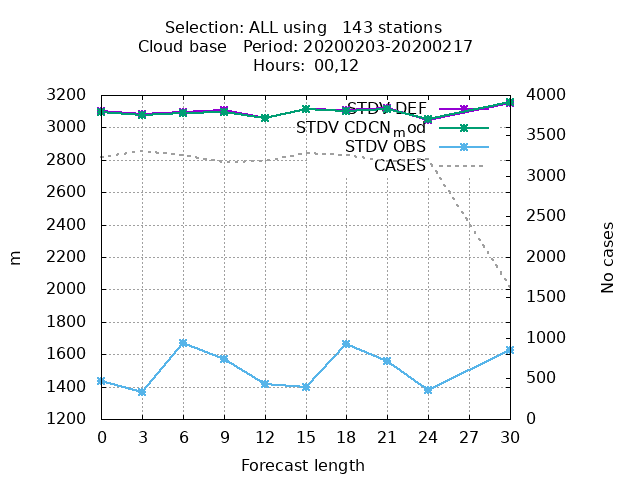 Selection: ALL using   143 stations
Cloud base   Period: 20200203-20200217
Hours:  00,12
3200
3000
2800
2600
2400
2200
2000
1800
1600
1400
1200
m
STDV DEF
STDV CDCN_mod
STDV OBS
CASES
4000
3500
3000
2500
2000
1500
1000
500
0
No cases
0 3 6 9 12 15 18 21 24 27 30
Forecast length